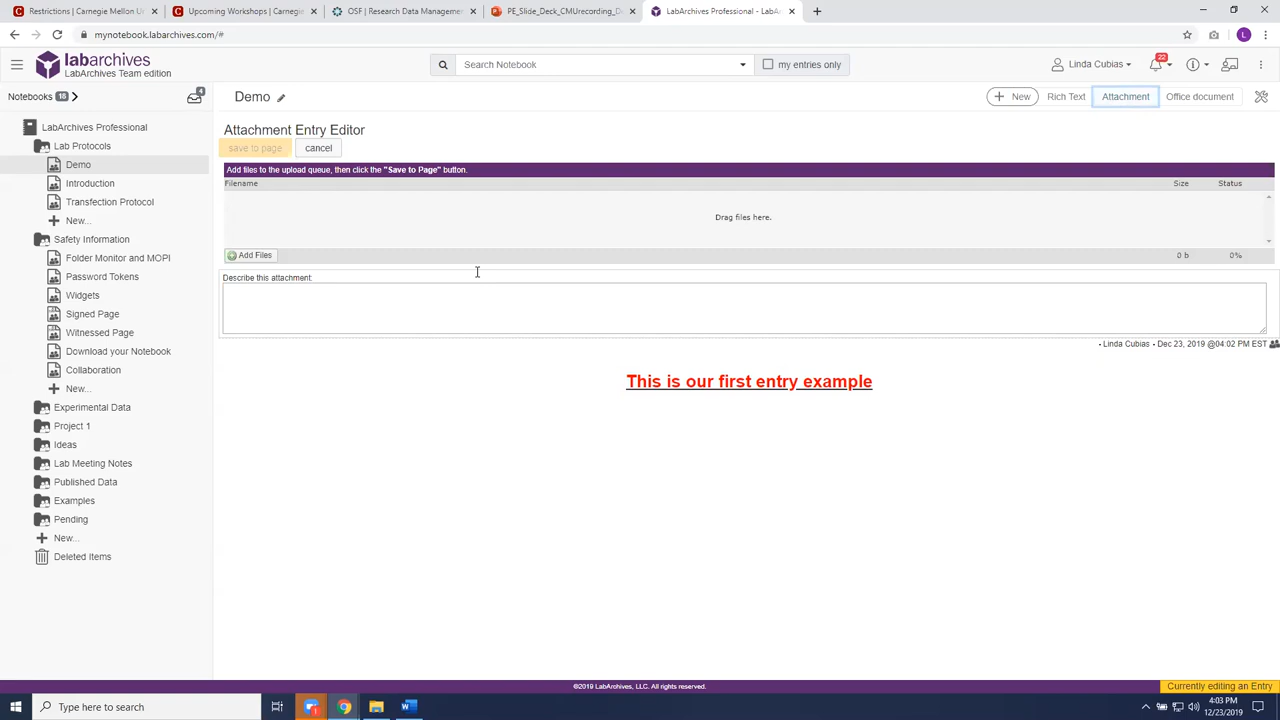 Restrictions | Carnegie Mellon U
Upcoming Workshops | Carnegie
OSF | Research Data Manageme
PE_Slide_Deck_CMUrecording_D
LabArchives Professional - LabA
mynotebook.labarchives.com/#
L
labarchives
LabArchives Team edition
Search Notebook
my entries only
Linda Cubias
22
Notebooks 15
4
Demo
New
Rich Text
Attachment
Office document
LabArchives Professional
Lab Protocols
Demo
Introduction
Transfection Protocol
New...
Safety Information
Folder Monitor and MOPI
Password Tokens
Widgets
Signed Page
Witnessed Page
Download your Notebook
Collaboration
New...
Experimental Data
Project 1
Ideas
Lab Meeting Notes
Published Data
Examples
Pending
New...
Deleted Items
Attachment Entry Editor
save to page
cancel
Add files to the upload queue, then click the "Save to Page" button.
Filename Size Status
Drag files here.
Add Files 0 b 0%
Describe this attachment:
• Linda Cubias • Dec 23, 2019 @04:02 PM EST
This is our first entry example
©2019 LabArchives, LLC. All rights reserved.
Currently editing an Entry
Type here to search
4:03 PM
12/23/2019